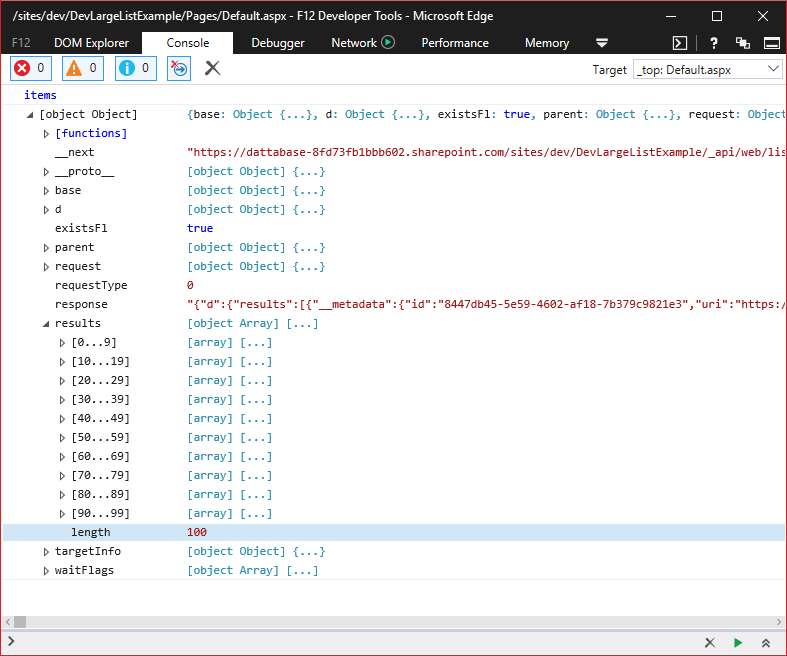 /sites/dev/DevLargeListExample/Pages/Default.aspx - F12 Developer Tools - Microsoft Edge
F12 DOM Explorer Console Debugger Network Performance Memory ?
0 0 0 Target _top: Default.aspx
items
[object Object] {base: Object {...}, d: Object {...}, existsFl: true, parent: Object {...}, request: Object
[functions]
__next "https://dattabase-8fd73fb1bbb602.sharepoint.com/sites/dev/DevLargeListExample/_api/web/lis
__proto__ [object Object] {...}
base [object Object] {...}
d [object Object] {...}
existsFl true
parent [object Object] {...}
request [object Object] {...}
requestType 0
response "{"d":{"results":[{"__metadata":{"id":"8447db45-5e59-4602-af18-7b379c9821e3","uri":"https:/
results [object Array] [...]
[0...9] [array] [...]
[10...19] [array] [...]
[20...29] [array] [...]
[30...39] [array] [...]
[40...49] [array] [...]
[50...59] [array] [...]
[60...69] [array] [...]
[70...79] [array] [...]
[80...89] [array] [...]
[90...99] [array] [...]
length 100
targetInfo [object Object] {...}
waitFlags [object Array] [...]